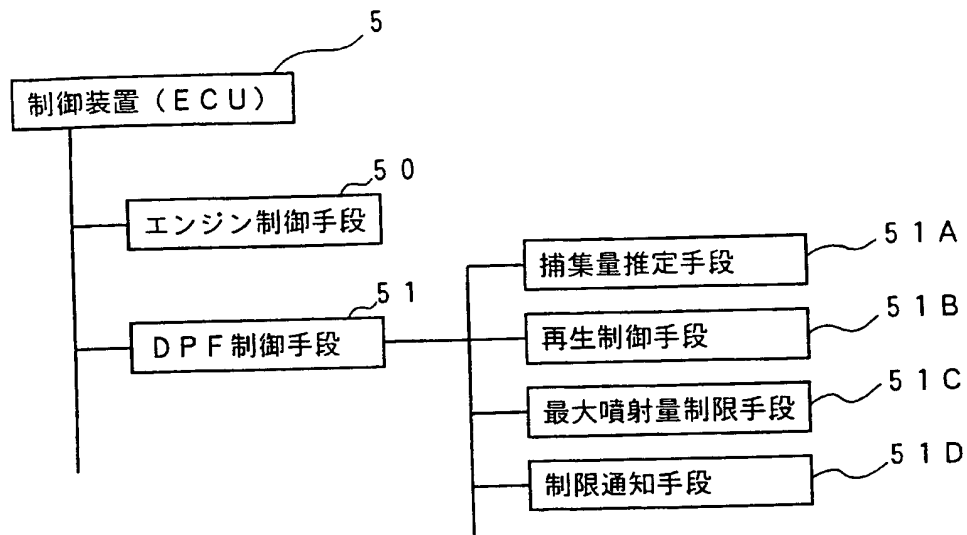 5
制御装置(ECU)
50
エンジン制御手段
51
DPF制御手段
51A
捕集量推定手段
51B
再生制御手段
51C
最大噴射量制限手段
51D
制限通知手段